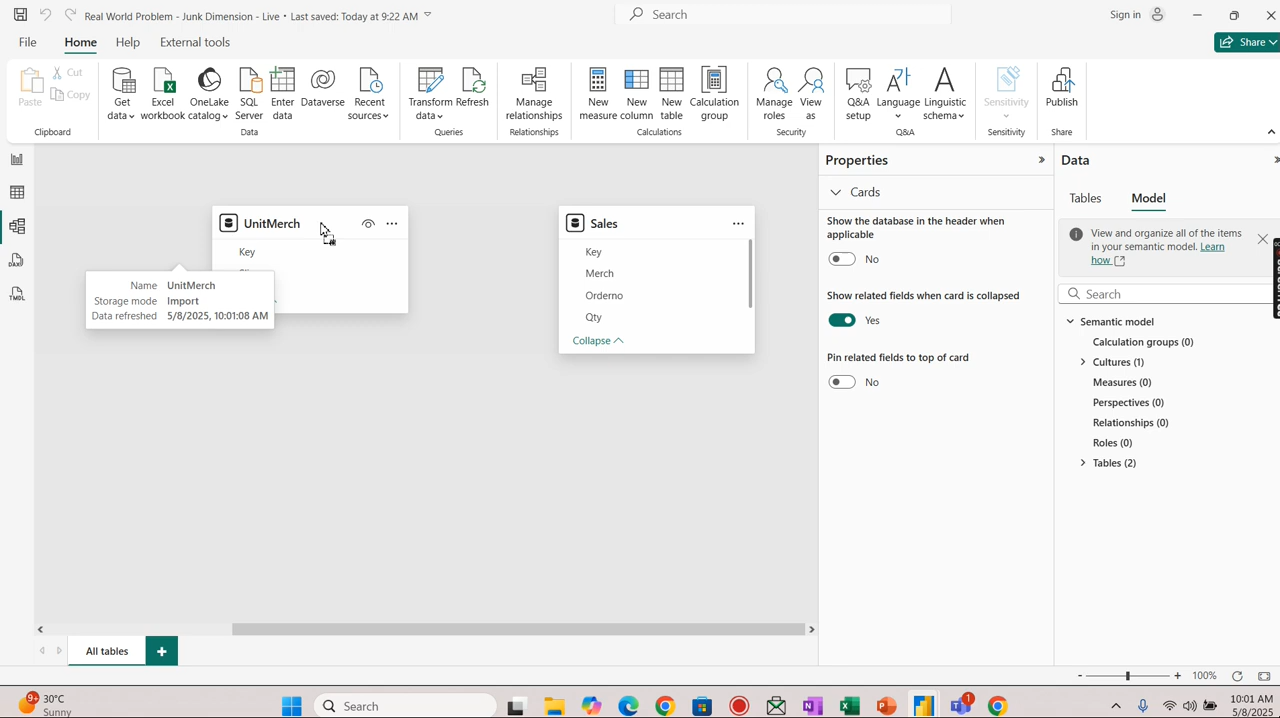 Real World Problem - Junk Dimension - Live • Last saved: Today at 9:22 AM
Search
Sign in
File
Home
Help
External tools
Share
Paste
Cut
Copy
Clipboard
Get data
Excel workbook
OneLake catalog
SQL Server
Enter data
Dataverse
Recent sources
Data
Transform data
Refresh
Queries
Manage relationships
Relationships
New measure
New column
New table
Calculation group
Calculations
Manage roles
View as
Security
Q&A setup
Language
Linguistic schema
Q&A
Sensitivity
Sensitivity
Publish
Share
DAX
TMDL
UnitMerch
Key
Name UnitMerch
Storage mode Import
Data refreshed 5/8/2025, 10:01:08 AM
Sales
Key
Merch
Orderno
Qty
Collapse
All tables
Properties
Cards
Show the database in the header when
applicable
No
Show related fields when card is collapsed
Yes
Pin related fields to top of card
No
Data
Tables
Model
View and organize all of the items
in your semantic model. Learn
how
Search
Semantic model
Calculation groups (0)
Cultures (1)
Measures (0)
Perspectives (0)
Relationships (0)
Roles (0)
Tables (2)
- + 100%
9+
30°C
Sunny
Search
1
10:01 AM
5/8/2025